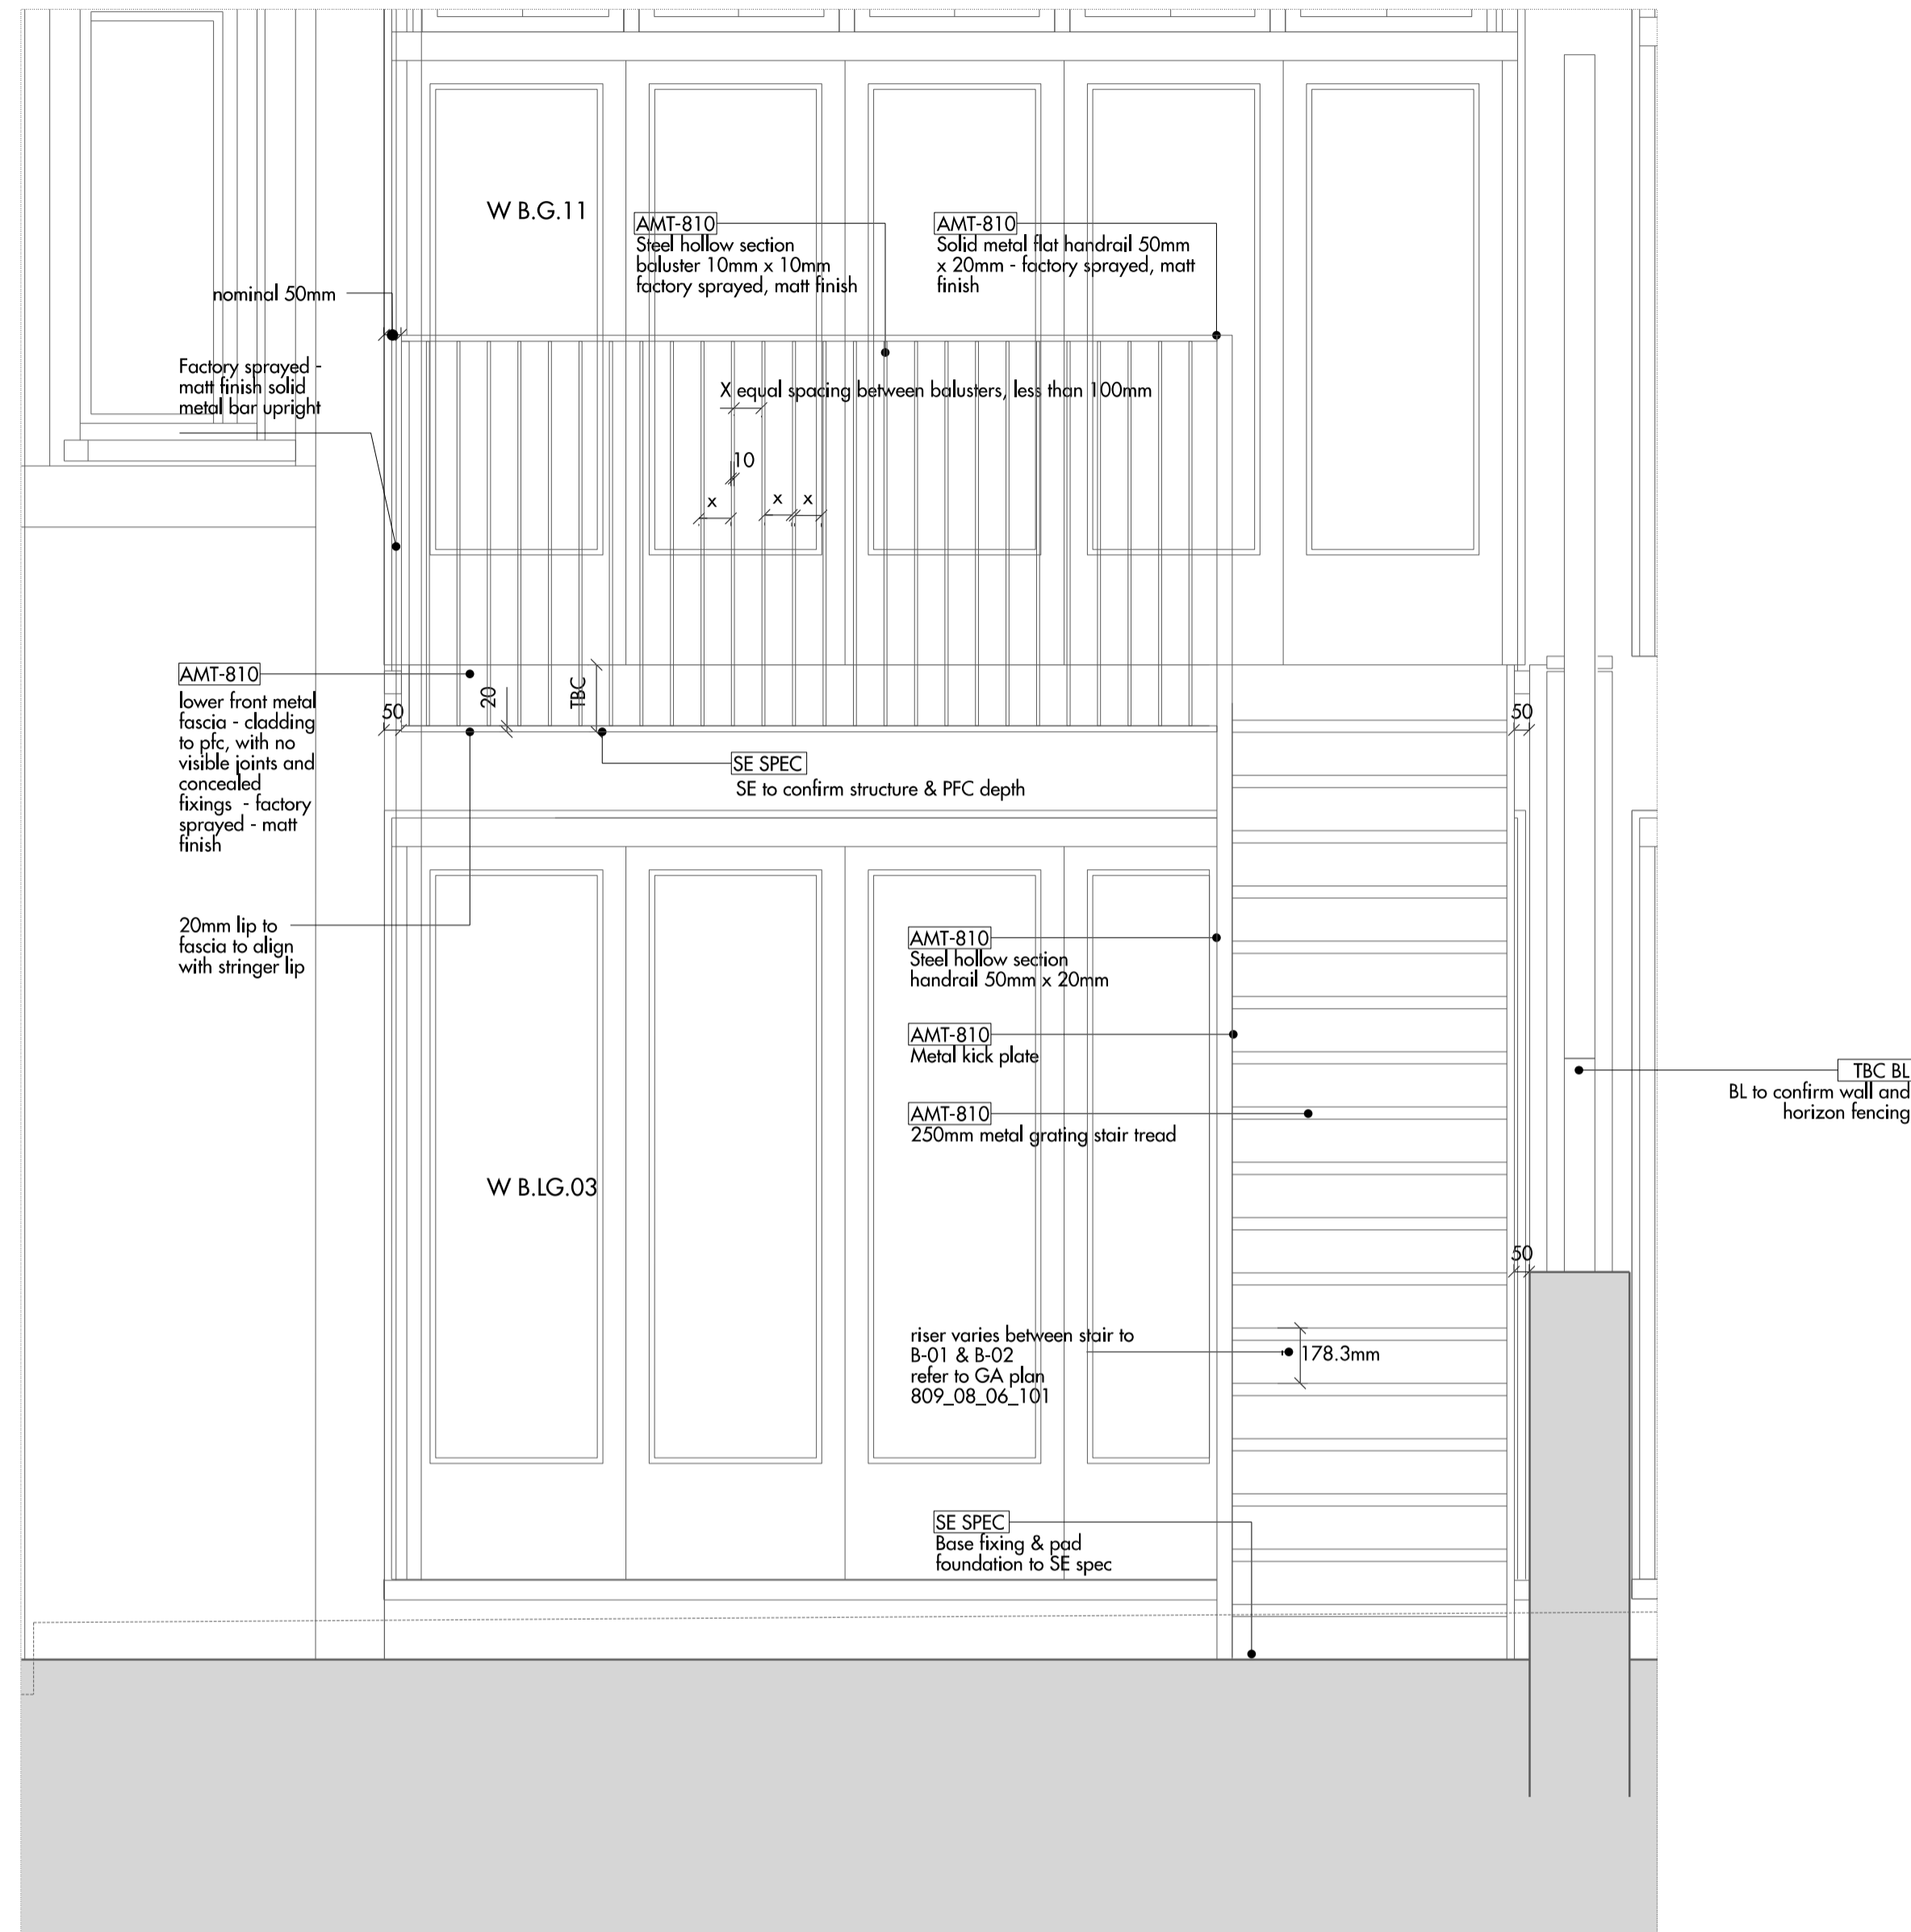 W B.G.11
AMT-810
Steel hollow section
baluster 10mm x 10mm
factory sprayed, matt finish
AMT-810
Solid metal flat handrail 50mm
x 20mm - factory sprayed, matt
finish
nominal 50mm
Factory sprayed -
matt finish solid
metal bar upright
X equal spacing between balusters, less than 100mm
10
x
x
x
AMT-810
lower front metal
fascia - cladding
to pfc, with no
visible joints and
concealed
fixings - factory
sprayed - matt
finish
50
20
TBC
50
SE SPEC
SE to confirm structure & PFC depth
20mm lip to
fascia to align
with stringer lip
AMT-810
Steel hollow section
handrail 50mm x 20mm
AMT-810
Metal kick plate
AMT-810
250mm metal grating stair tread
TBC BL
BL to confirm wall and
horizon fencing
W B.LG.03
50
riser varies between stair to
B-01 & B-02
refer to GA plan
809_08_06_101
178.3mm
SE SPEC
Base fixing & pad
foundation to SE spec